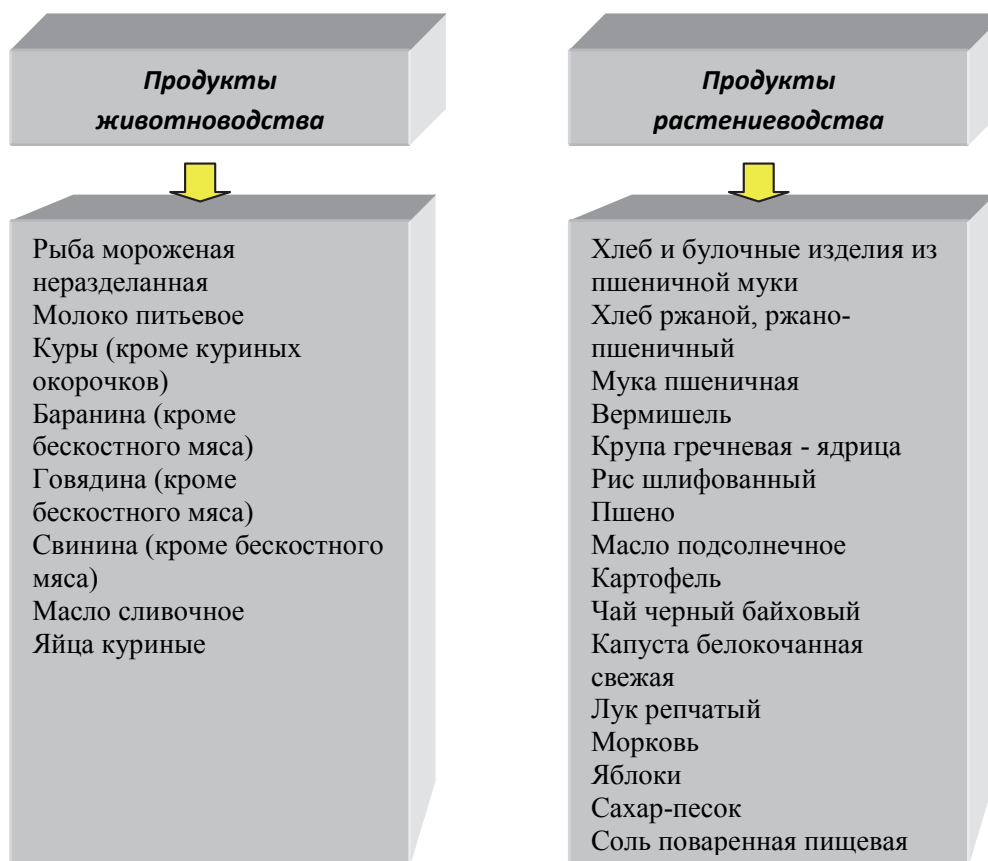 Продукты
животноводства
Рыба мороженая
неразделанная
Молоко питьевое
Куры (кроме куриных
окорочков)
Баранина (кроме
бескостного мяса)
Говядина (кроме
бескостного мяса)
Свинина (кроме бескостного
мяса)
Масло сливочное
Яйца куриные
Продукты
растениеводства
Хлеб и булочные изделия из
пшеничной муки
Хлеб ржаной, ржано-
пшеничный
Мука пшеничная
Вермишель
Крупа гречневая - ядрица
Рис шлифованный
Пшено
Масло подсолнечное
Картофель
Чай черный байховый
Капуста белокочанная
свежая
Лук репчатый
Морковь
Яблоки
Сахар-песок
Соль поваренная пищевая